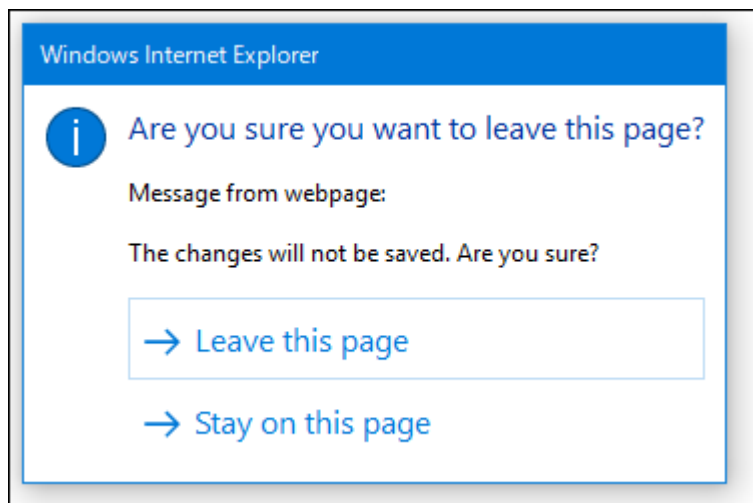 Windows Internet Explorer
Are you sure you want to leave this page?
Message from webpage:
The changes will not be saved. Are you sure?
Leave this page
Stay on this page